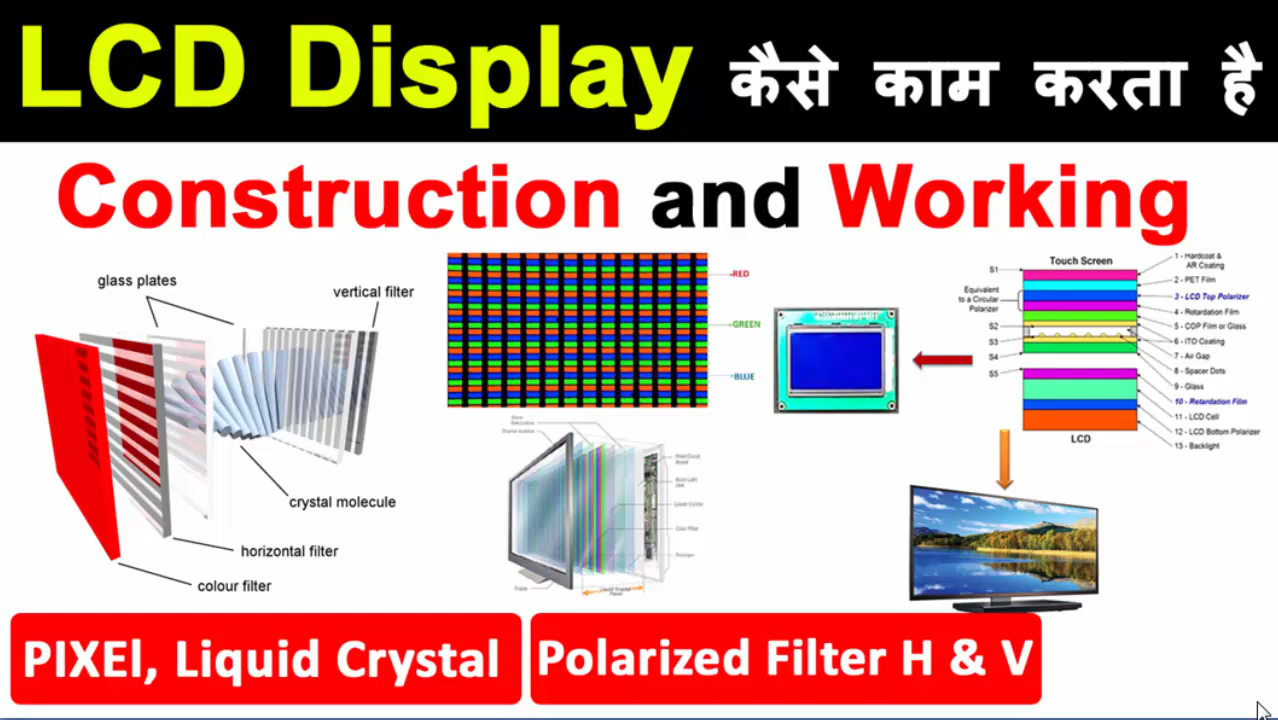 LCD Display कैसे काम करता है
Construction and Working
glass plates
vertical filter
crystal molecule
horizontal filter
colour filter
RED
GREEN
BLUE
Touch Screen
S1
Equivalent
to a Circular
Polarizer
S2
S3
S4
S5
1 - Hardcoat &
AR Coating
2 - PET Film
3 - LCD Top Polarizer
4 - Retardation Film
5 - COP Film or Glass
6 - ITO Coating
7 - Air Gap
8 - Spacer Dots
9 - Glass
10 - Retardation Film
11 - LCD Cell
12 - LCD Bottom Polarizer
13 - Backlight
LCD
Color Filter
Frame
PIXEl, Liquid Crystal
Polarized Filter H & V